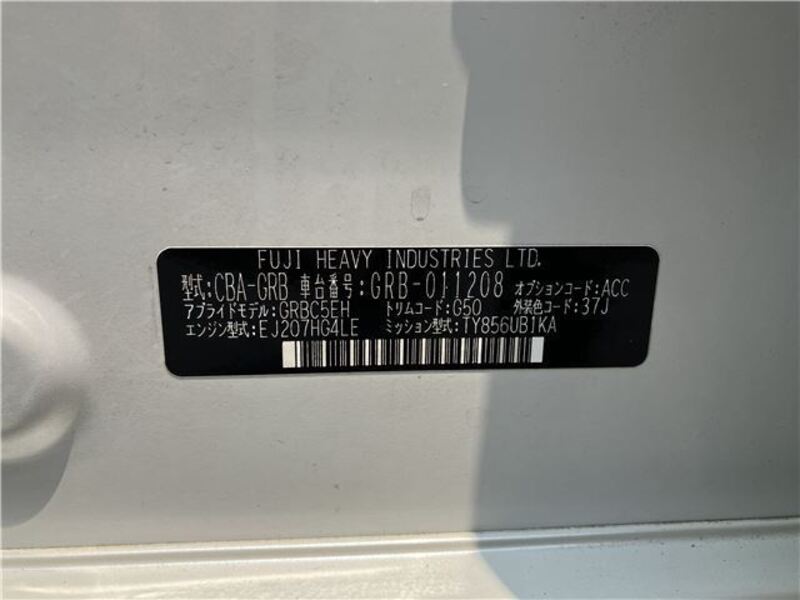 FUJI HEAVY INDUSTRIES LTD.
型式:CBA-GRB 車台番号:GRB-011208 オプションコード:ACC
アプライドモデル:GRBC5EH トリムコード:G50 外装色コード:37J
エンジン型式:EJ207HG4LE ミッション型式:TY856UB1KA